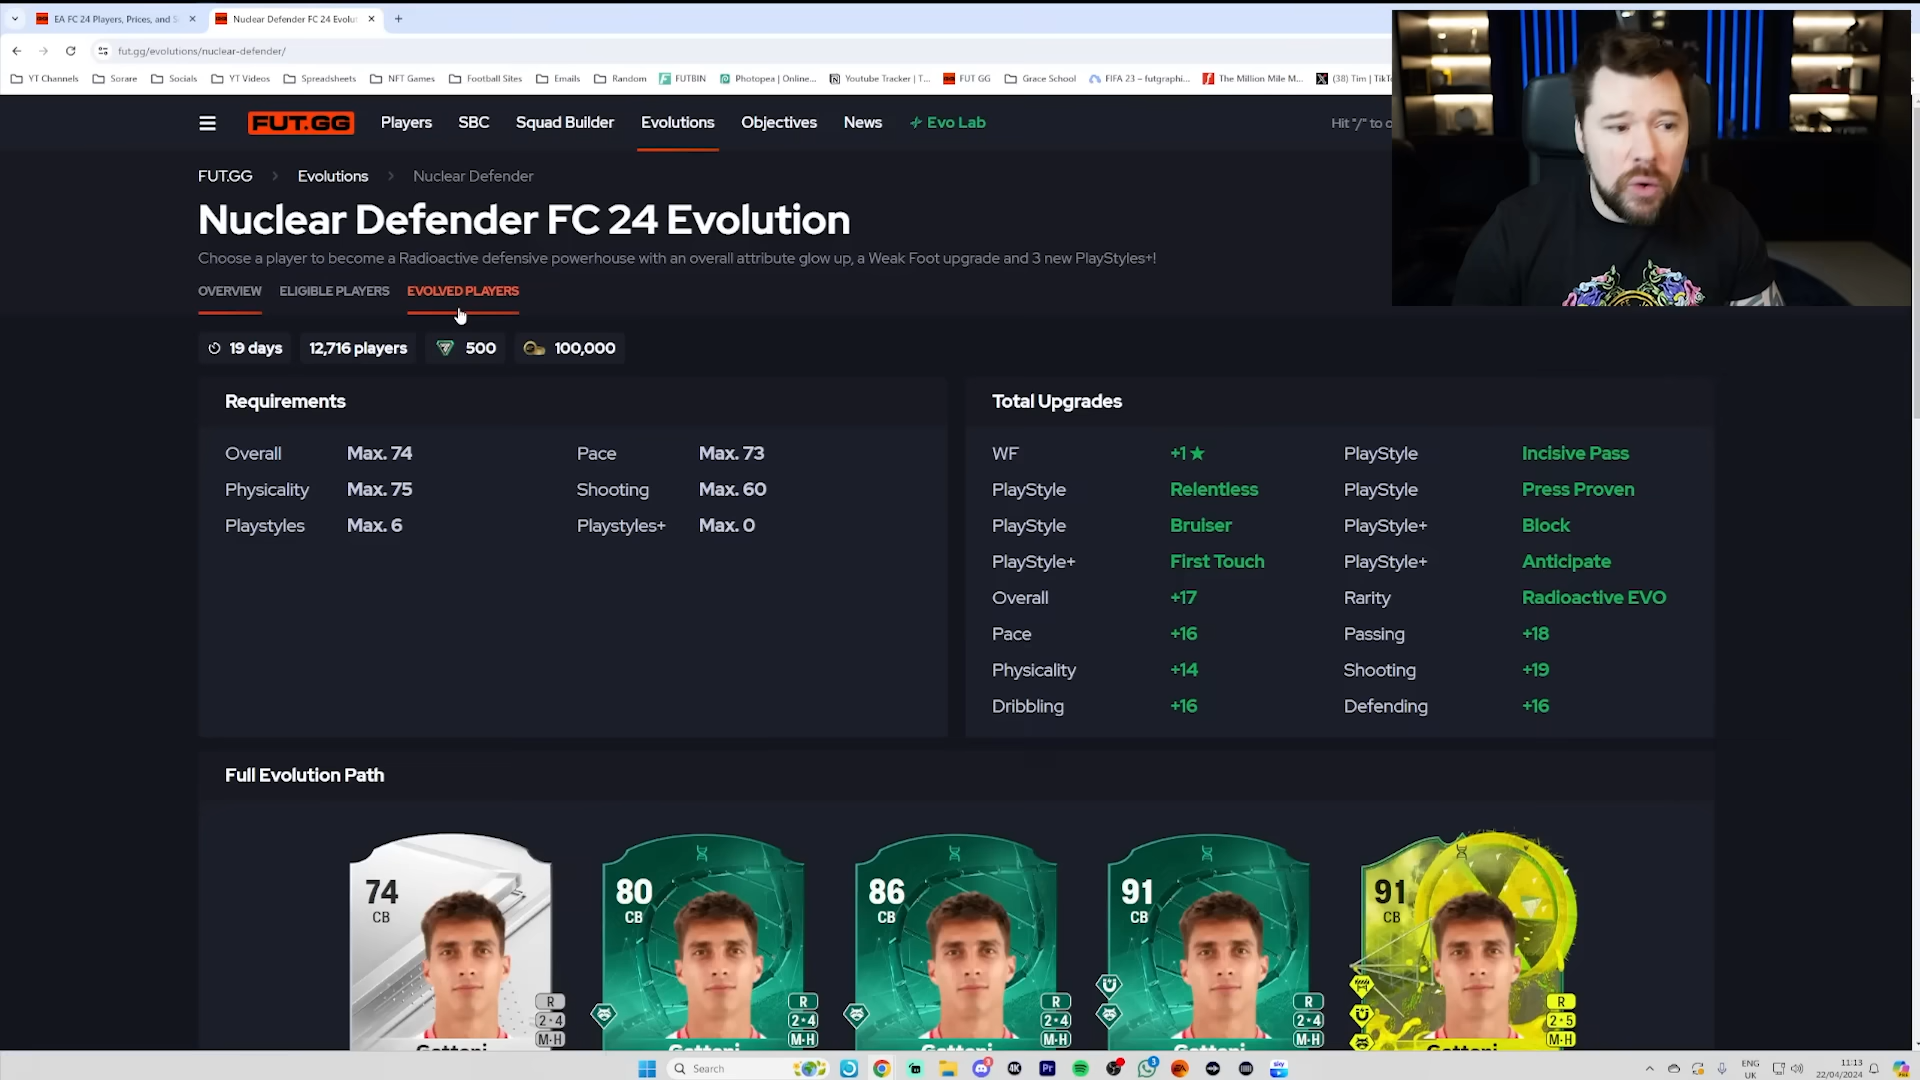 EA FC 24 Players, Prices, and S
Nuclear Defender FC 24 Evolut
fut.gg/evolutions/nuclear-defender/
YT Channels
Sorare
Socials
YT Videos
Spreadsheets
NFT Games
Football Sites
Emails
Random
FUTBIN
Photopea | Online...
Youtube Tracker | T...
FUT GG
Grace School
FIFA 23 – futgraphi...
The Million Mile M...
(38) Tim | TikT
FUT.GG
Players
SBC
Squad Builder
Evolutions
Objectives
News
Evo Lab
Hit "/" to o
FUT.GG > Evolutions > Nuclear Defender
Nuclear Defender FC 24 Evolution
Choose a player to become a Radioactive defensive powerhouse with an overall attribute glow up, a Weak Foot upgrade and 3 new PlayStyles+!
OVERVIEW
ELIGIBLE PLAYERS
EVOLVED PLAYERS
19 days
12,716 players
500
100,000
Requirements
Overall Max. 74 Pace Max. 73
Physicality Max. 75 Shooting Max. 60
Playstyles Max. 6 Playstyles+ Max. 0
Total Upgrades
WF +1★ PlayStyle Incisive Pass
PlayStyle Relentless PlayStyle Press Proven
PlayStyle Bruiser PlayStyle+ Block
PlayStyle+ First Touch PlayStyle+ Anticipate
Overall +17 Rarity Radioactive EVO
Pace +16 Passing +18
Physicality +14 Shooting +19
Dribbling +16 Defending +16
Full Evolution Path
74
CB
R
2★4
M·H
Gattoni
80
CB
R
2★4
M·H
Gattoni
86
CB
R
2★4
M·H
Gattoni
91
CB
R
2★4
M·H
Gattoni
91
CB
R
2★5
M·H
Gattoni
Search
ENG
UK
11:13
22/04/2024